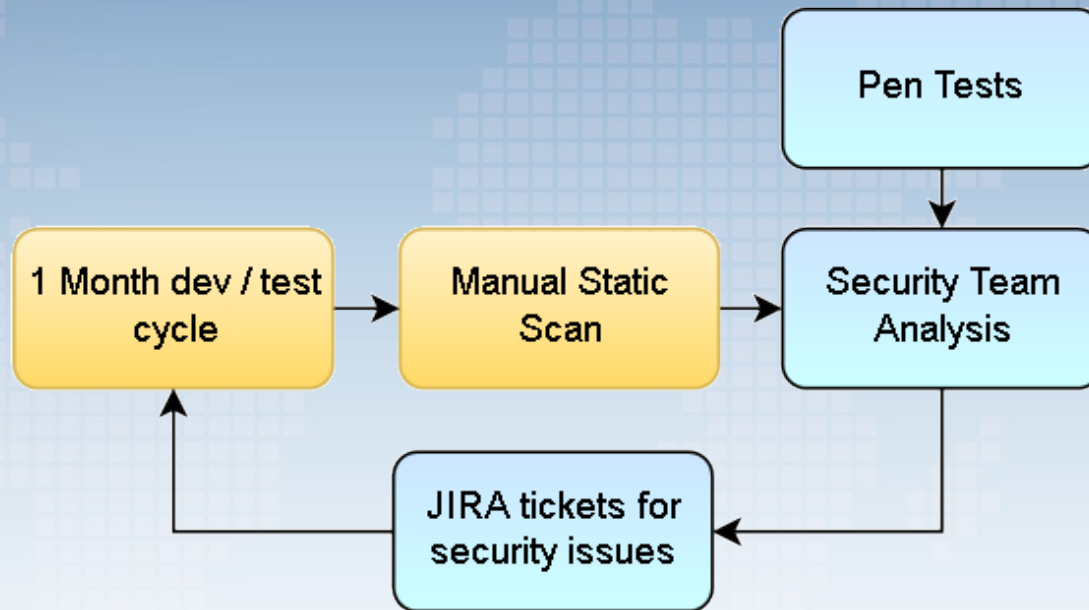 Pen Tests
1 Month dev / test
cycle
Manual Static
Scan
Security Team
Analysis
JIRA tickets for
security issues